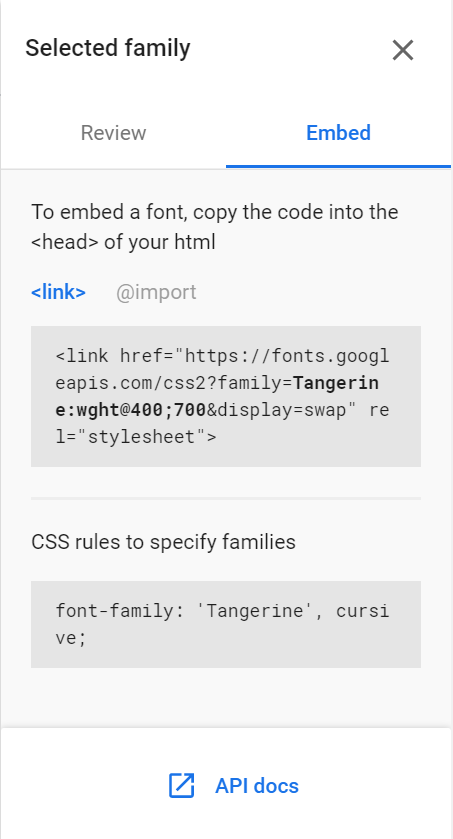 Selected family
Review Embed
To embed a font, copy the code into the
<head> of your html
<link> @import
<link href="https://fonts.googl
eapis.com/css2?family=Tangerin
e:wght@400;700&display=swap" re
l="stylesheet">
CSS rules to specify families
font-family: 'Tangerine', cursi
ve;
API docs